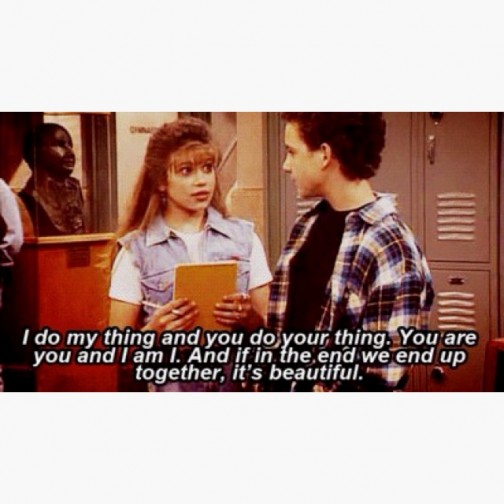 I do my thing and you do your thing. You are
you and I am I. And if in the end we end up
together, it's beautiful.